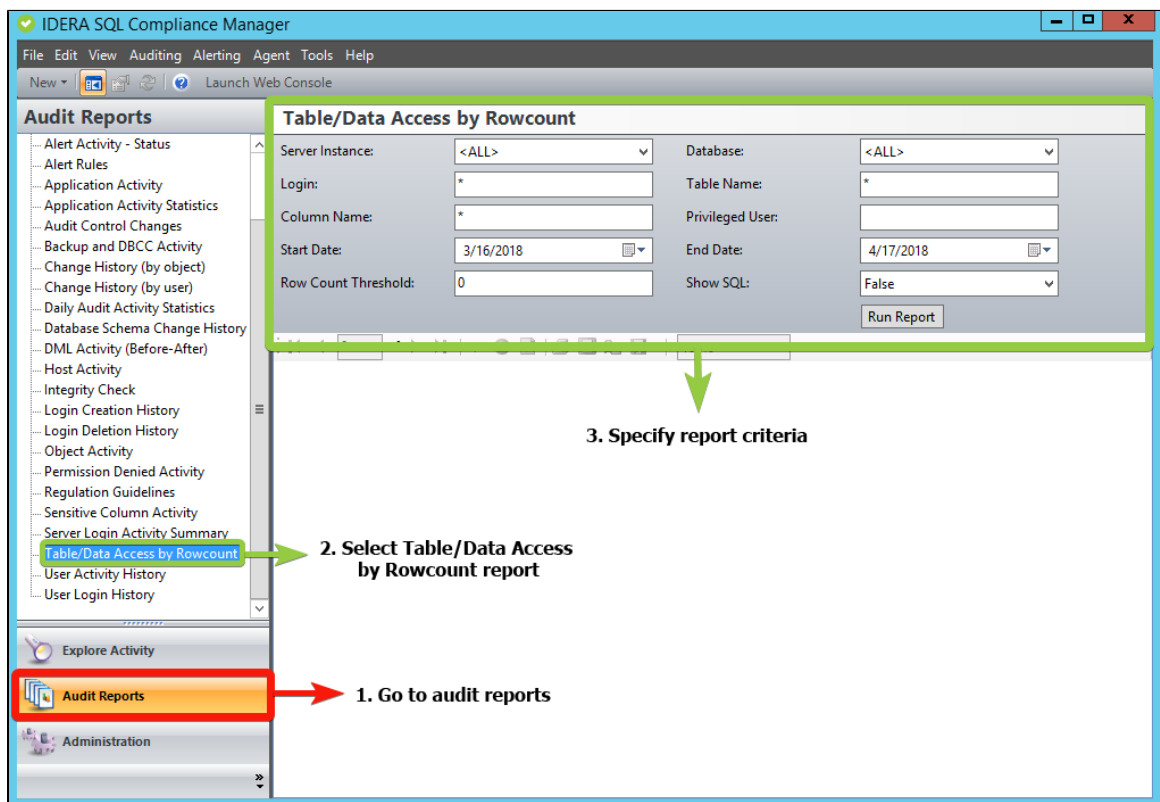 IDERA SQL Compliance Manager
File Edit View Auditing Alerting Agent Tools Help
New Launch Web Console
Audit Reports
Alert Activity - Status
Alert Rules
Application Activity
Application Activity Statistics
Audit Control Changes
Backup and DBCC Activity
Change History (by object)
Change History (by user)
Daily Audit Activity Statistics
Database Schema Change History
DML Activity (Before-After)
Host Activity
Integrity Check
Login Creation History
Login Deletion History
Object Activity
Permission Denied Activity
Regulation Guidelines
Sensitive Column Activity
Server Login Activity Summary
Table/Data Access by Rowcount
User Activity History
User Login History
Explore Activity
Audit Reports
Administration
Table/Data Access by Rowcount
Server Instance: <ALL> Database: <ALL>
Login: * Table Name: *
Column Name: * Privileged User:
Start Date: 3/16/2018 End Date: 4/17/2018
Row Count Threshold: 0 Show SQL: False
Run Report
3. Specify report criteria
2. Select Table/Data Access
by Rowcount report
1. Go to audit reports